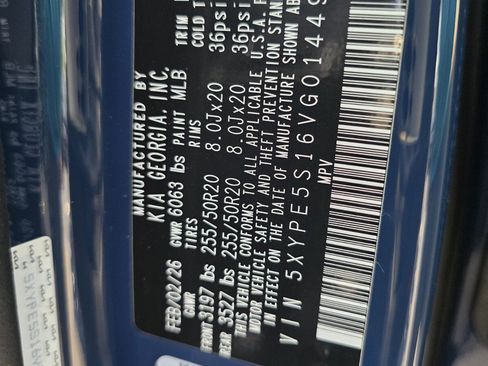 MANUFACTURED BY
KIA GEORGIA, INC.
FEB/02/26 GVWR 6063 lbs PAINT MLB TRIM
GAWR TIRES RIMS COLD T
FRONT 3197 lbs 255/50R20 8.0Jx20 36psi
REAR 3527 lbs 255/50R20 8.0Jx20 36psi
THIS VEHICLE CONFORMS TO ALL APPLICABLE U.S.A. F
MOTOR VEHICLE SAFETY AND THEFT PREVENTION STAN
IN EFFECT ON THE DATE OF MANUFACTURE SHOWN AB
VIN 5XYPE5S16VG01449
MPV